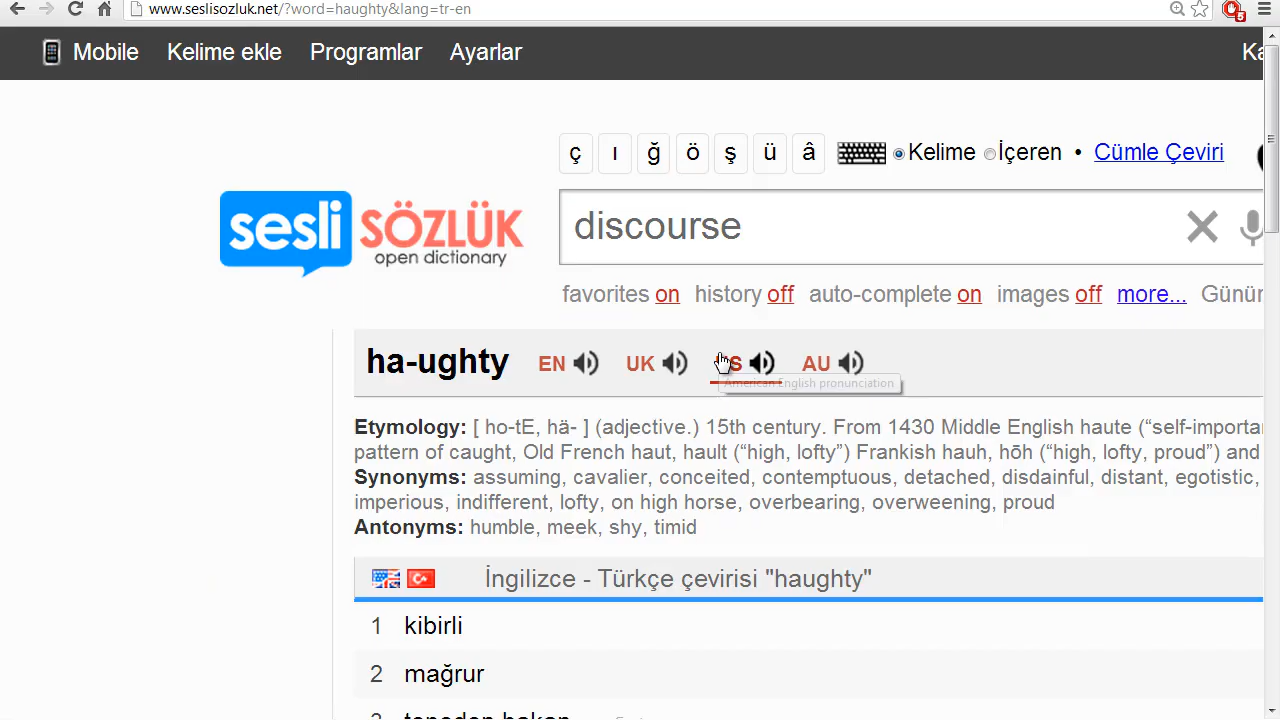 www.seslisozluk.net/?word=haughty&lang=tr-en
5
Mobile Kelime ekle Programlar Ayarlar
ç ı ğ ö ş ü â Kelime İçeren • Cümle Çeviri
sesli SÖZLÜK
open dictionary
discourse
favorites on history off auto-complete on images off more...
ha-ughty EN UK S AU
American English pronunciation
Etymology: [ ho-tE, hä- ] (adjective.) 15th century. From 1430 Middle English haute (“self-importa
pattern of caught, Old French haut, hault (“high, lofty”) Frankish hauh, hōh (“high, lofty, proud”) and
Synonyms: assuming, cavalier, conceited, contemptuous, detached, disdainful, distant, egotistic,
imperious, indifferent, lofty, on high horse, overbearing, overweening, proud
Antonyms: humble, meek, shy, timid
İngilizce - Türkçe çevirisi "haughty"
1 kibirli
2 mağrur